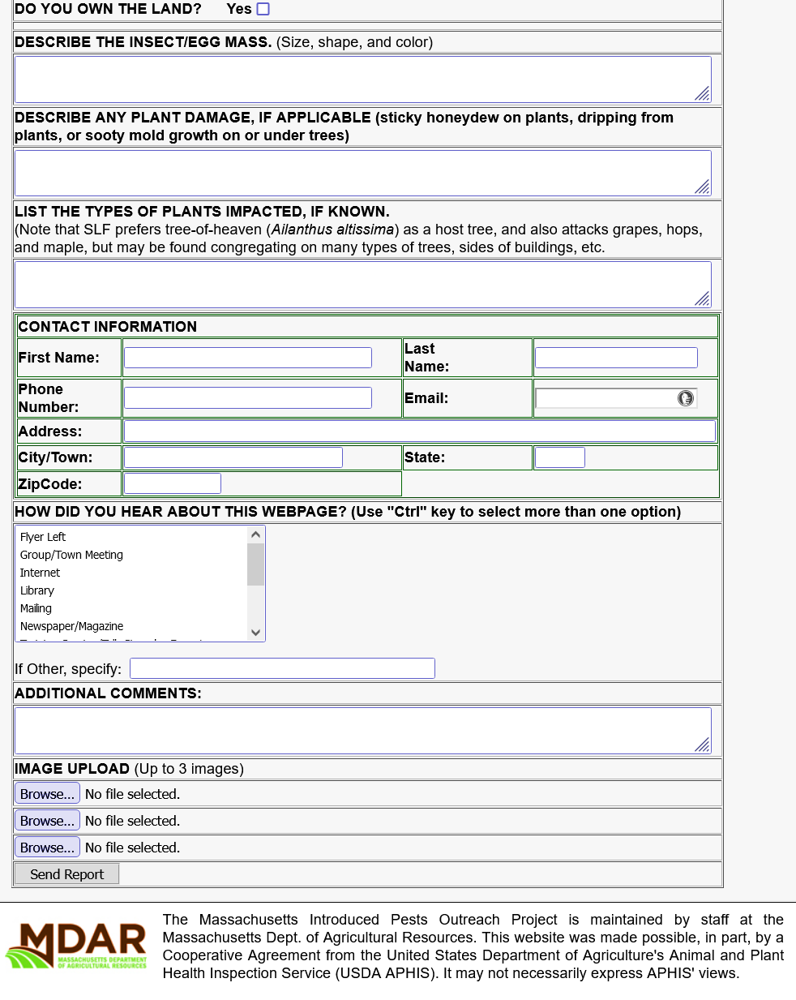 DO YOU OWN THE LAND? Yes
DESCRIBE THE INSECT/EGG MASS. (Size, shape, and color)
DESCRIBE ANY PLANT DAMAGE, IF APPLICABLE (sticky honeydew on plants, dripping from
plants, or sooty mold growth on or under trees)
LIST THE TYPES OF PLANTS IMPACTED, IF KNOWN.
(Note that SLF prefers tree-of-heaven (Ailanthus altissima) as a host tree, and also attacks grapes, hops,
and maple, but may be found congregating on many types of trees, sides of buildings, etc.
CONTACT INFORMATION
First Name:
Last
Name:
Phone
Number:
Email:
Address:
City/Town:
State:
ZipCode:
HOW DID YOU HEAR ABOUT THIS WEBPAGE? (Use "Ctrl" key to select more than one option)
Flyer Left
Group/Town Meeting
Internet
Library
Mailing
Newspaper/Magazine
If Other, specify:
ADDITIONAL COMMENTS:
IMAGE UPLOAD (Up to 3 images)
Browse... No file selected.
Browse... No file selected.
Browse... No file selected.
Send Report
MDAR
MASSACHUSETTS DEPARTMENT
OF AGRICULTURAL RESOURCES
The Massachusetts Introduced Pests Outreach Project is maintained by staff at the
Massachusetts Dept. of Agricultural Resources. This website was made possible, in part, by a
Cooperative Agreement from the United States Department of Agriculture's Animal and Plant
Health Inspection Service (USDA APHIS). It may not necessarily express APHIS' views.